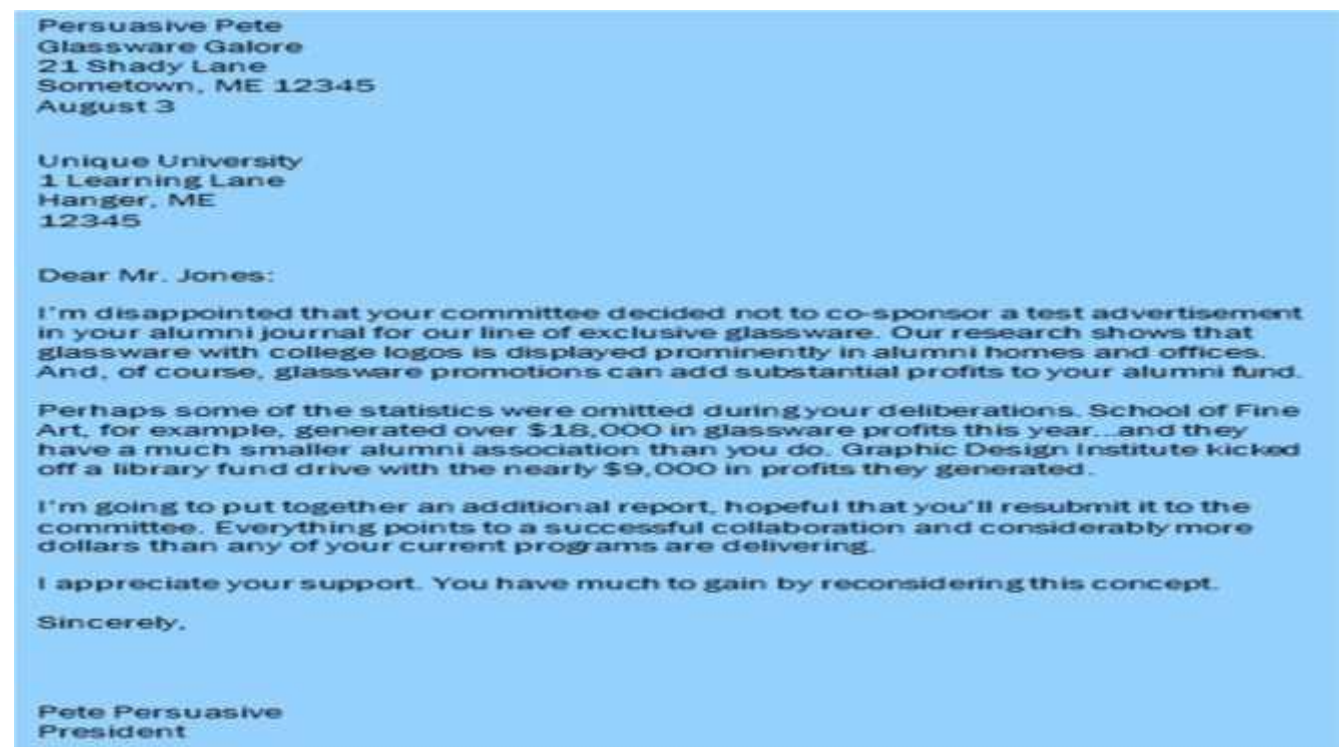 Persuasive Pete
Glassware Galore
21 Shady Lane
Sometown, ME 12345
August 3
Unique University
1 Learning Lane
Hanger, ME
12345
Dear Mr. Jones:
I'm disappointed that your committee decided not to co-sponsor a test advertisement
in your alumni journal for our line of exclusive glassware. Our research shows that
glassware with college logos is displayed prominently in alumni homes and offices.
And, of course, glassware promotions can add substantial profits to your alumni fund.
Perhaps some of the statistics were omitted during your deliberations. School of Fine
Art, for example, generated over $18,000 in glassware profits this year...and they
have a much smaller alumni association than you do. Graphic Design Institute kicked
off a library fund drive with the nearly $9,000 in profits they generated.
I'm going to put together an additional report, hopeful that you'll resubmit it to the
committee. Everything points to a successful collaboration and considerably more
dollars than any of your current programs are delivering.
I appreciate your support. You have much to gain by reconsidering this concept.
Sincerely,
Pete Persuasive
President